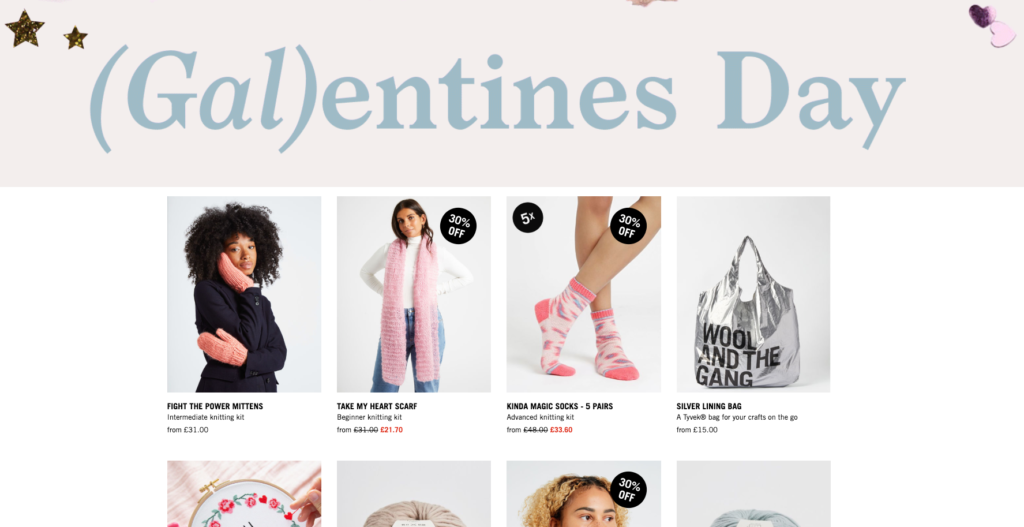 (Gal)entines Day
30%
OFF
5x
30%
OFF
WOOL
AND THE
GANG
FIGHT THE POWER MITTENS
Intermediate knitting kit
from £31.00
TAKE MY HEART SCARF
Beginner knitting kit
from £31.00 £21.70
KINDA MAGIC SOCKS - 5 PAIRS
Advanced knitting kit
from £48.00 £33.60
SILVER LINING BAG
A Tyvek® bag for your crafts on the go
from £15.00
30%
OFF